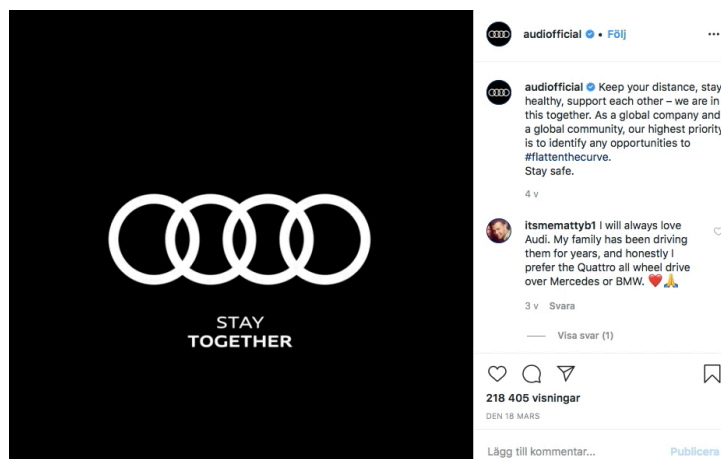 STAY
TOGETHER
audiofficial • Följ
audiofficial Keep your distance, stay
healthy, support each other – we are in
this together. As a global company and
a global community, our highest priority
is to identify any opportunities to
#flattenthecurve.
Stay safe.
4 v
itsmemattyb1 I will always love
Audi. My family has been driving
them for years, and honestly I
prefer the Quattro all wheel drive
over Mercedes or BMW. ❤️🙏
3 v Svara
Visa svar (1)
218 405 visningar
DEN 18 MARS
Lägg till kommentar... Publicera